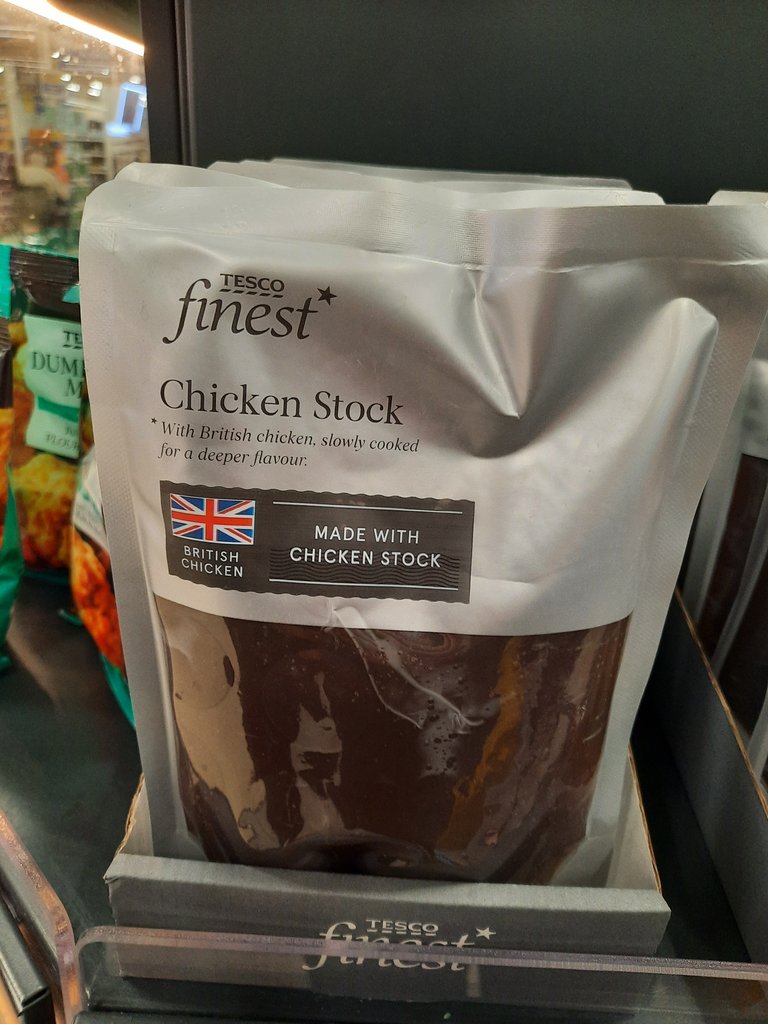 TESCO
finest*
Chicken Stock
*With British chicken, slowly cooked
for a deeper flavour.
BRITISH
CHICKEN
MADE WITH
CHICKEN STOCK
TESCO
finest*